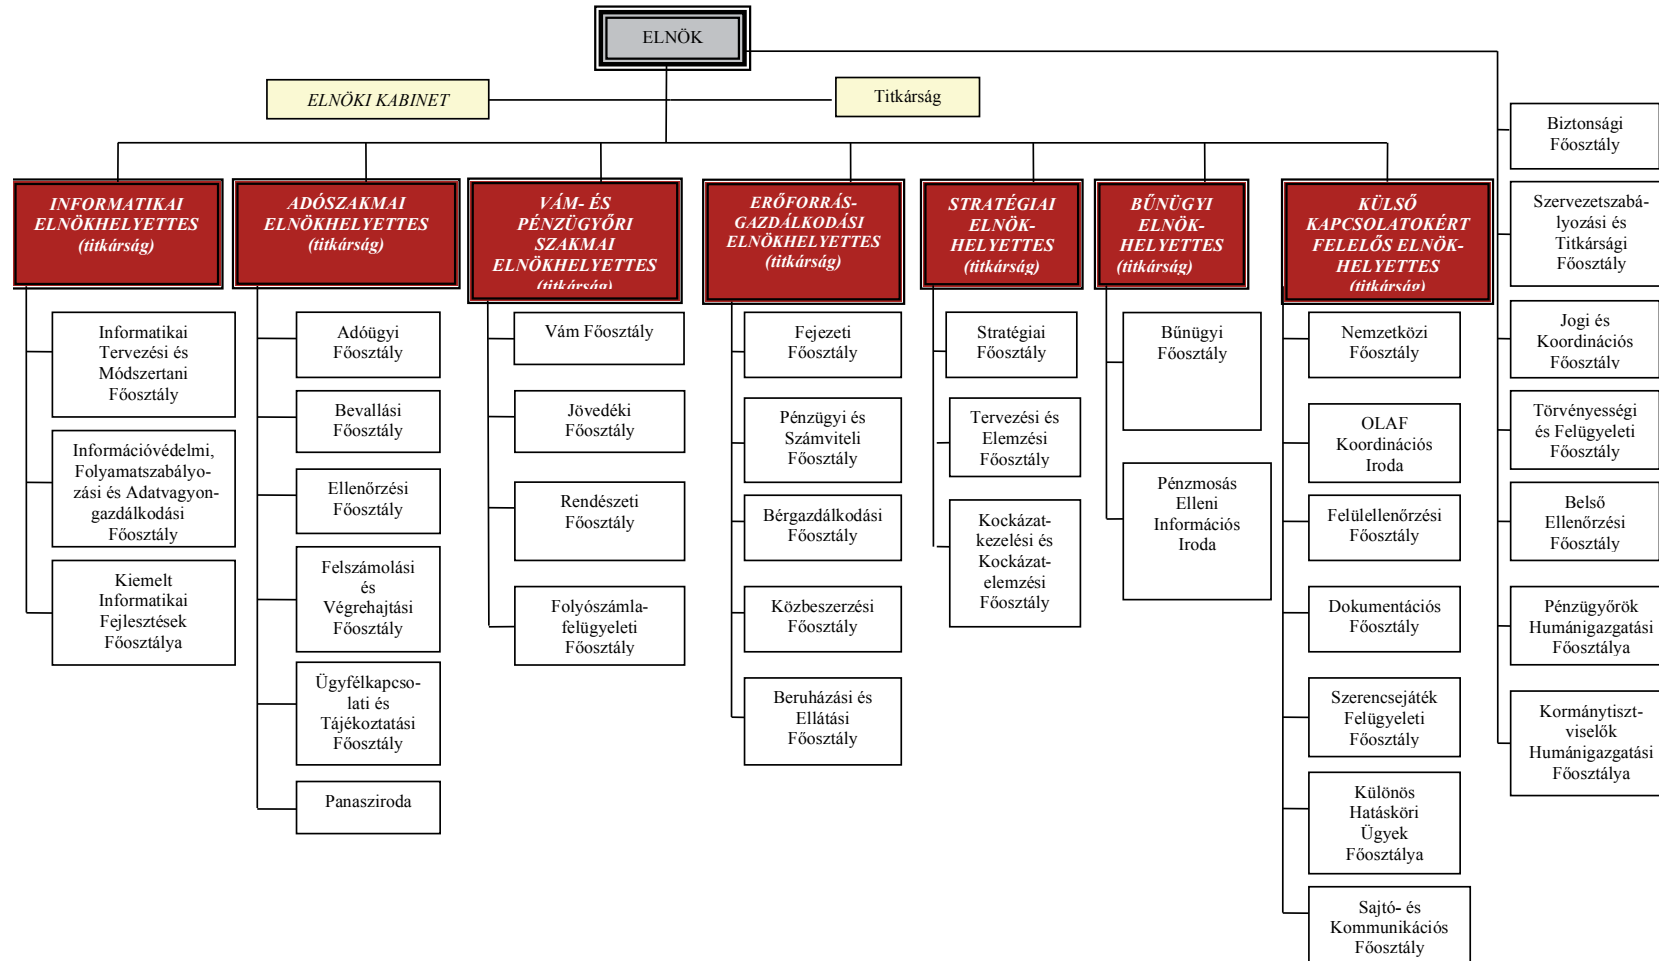 ELNÖK
ELNÖKI KABINET
Titkárság
INFORMATIKAI
ELNÖKHELYETTES
(titkárság)
Informatikai
Tervezési és
Módszertani
Főosztály
Információvédelmi,
Folyamatszabályo-
zási és Adatvagyon-
gazdálkodási
Főosztály
Kiemelt
Informatikai
Fejlesztések
Főosztálya
ADÓSZAKMAI
ELNÖKHELYETTES
(titkárság)
Adóügyi
Főosztály
Bevallási
Főosztály
Ellenőrzési
Főosztály
Felszámolási
és
Végrehajtási
Főosztály
Ügyfélkapcso-
lati és
Tájékoztatási
Főosztály
Panasziroda
VÁM- ÉS
PÉNZÜGYŐRI
SZAKMAI
ELNÖKHELYETTES
(titkárság)
Vám Főosztály
Jövedéki
Főosztály
Rendészeti
Főosztály
Folyószámla-
felügyeleti
Főosztály
ERŐFORRÁS-
GAZDÁLKODÁSI
ELNÖKHELYETTES
(titkárság)
Fejezeti
Főosztály
Pénzügyi és
Számviteli
Főosztály
Bérgazdálkodási
Főosztály
Közbeszerzési
Főosztály
Beruházási és
Ellátási
Főosztály
STRATÉGIAI
ELNÖK-
HELYETTES
(titkárság)
Stratégiai
Főosztály
Tervezési és
Elemzési
Főosztály
Kockázat-
kezelési és
Kockázat-
elemzési
Főosztály
BŰNÜGYI
ELNÖK-
HELYETTES
(titkárság)
Bűnügyi
Főosztály
Pénzmosás
Elleni
Információs
Iroda
KÜLSŐ
KAPCSOLATOKÉRT
FELELŐS ELNÖK-
HELYETTES
(titkárság)
Nemzetközi
Főosztály
OLAF
Koordinációs
Iroda
Felülellenőrzési
Főosztály
Dokumentációs
Főosztály
Szerencsejáték
Felügyeleti
Főosztály
Különös
Hatásköri
Ügyek
Főosztálya
Sajtó- és
Kommunikációs
Főosztály
Biztonsági
Főosztály
Szervezetszabá-
lyozási és
Titkársági
Főosztály
Jogi és
Koordinációs
Főosztály
Törvényességi
és Felügyeleti
Főosztály
Belső
Ellenőrzési
Főosztály
Pénzügyőrök
Humánigazgatási
Főosztálya
Kormánytiszt-
viselők
Humánigazgatási
Főosztálya